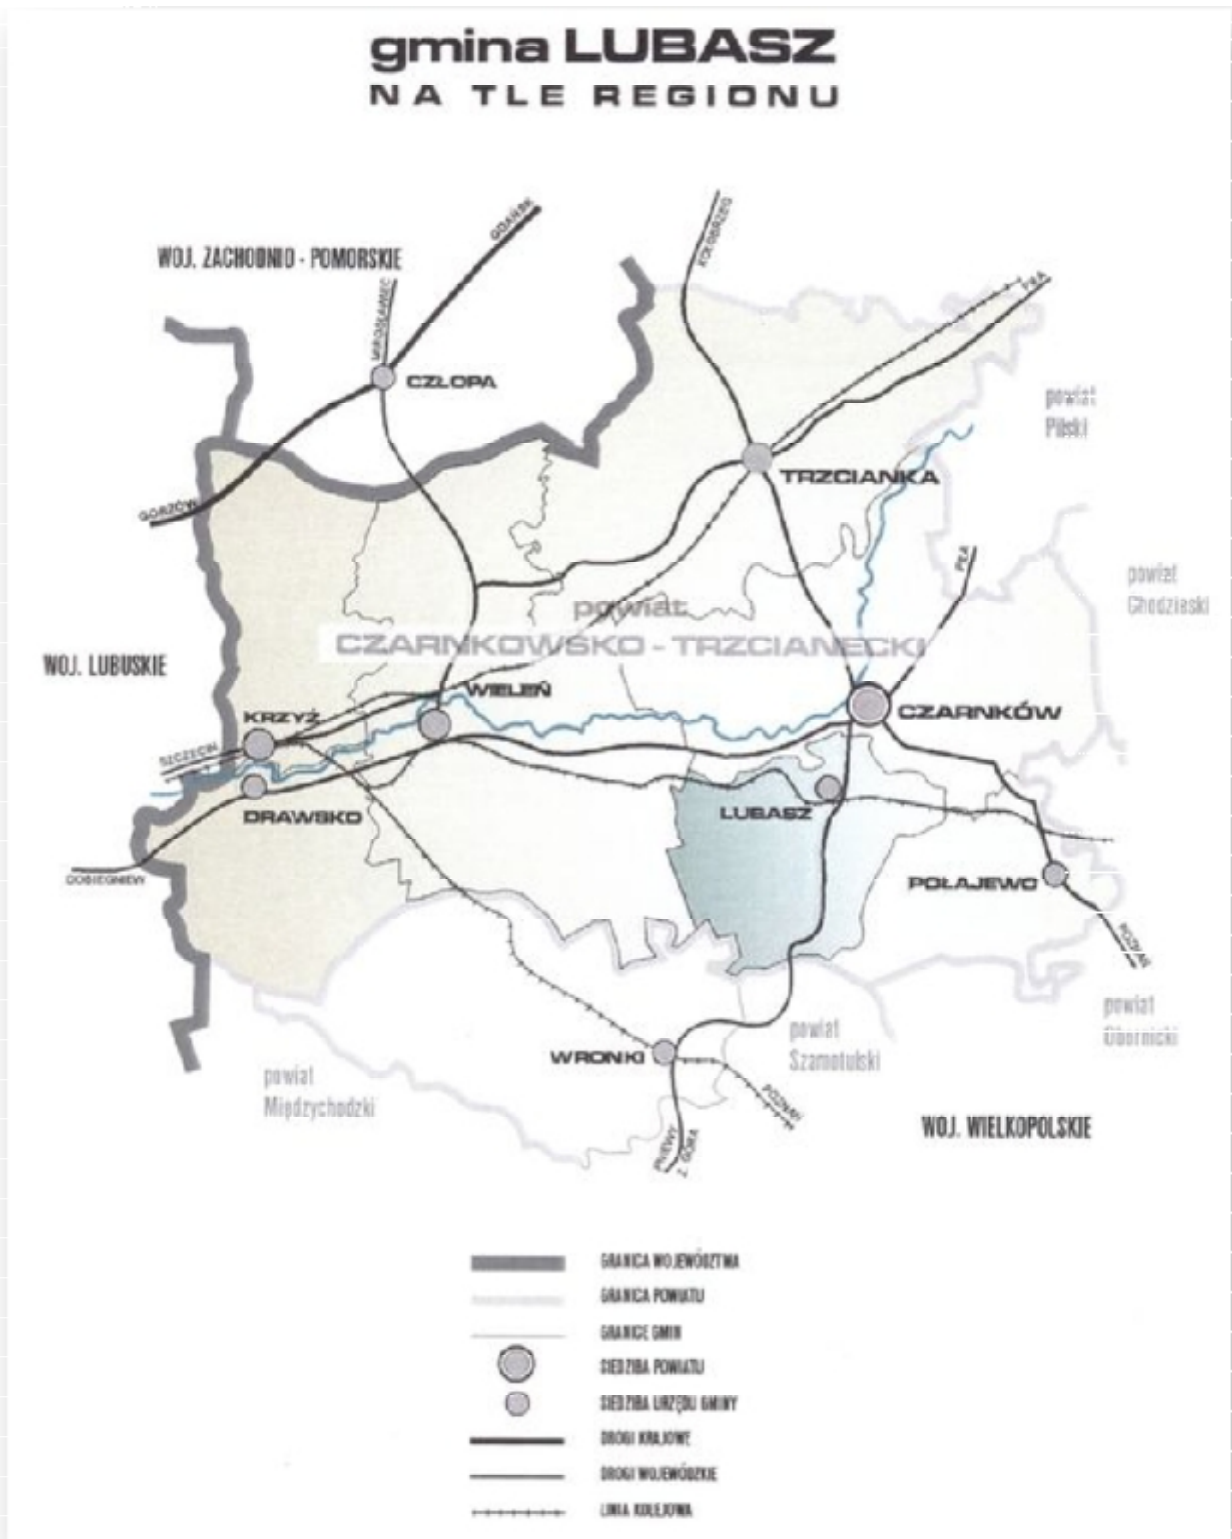 gmina LUBASZ
NA TLE REGIONU
WOJ. ZACHODNIO - POMORSKIE
GDAŃSK
KOŁOBRZEG
MIROSŁAWIEC
PIŁA
CZŁOPA
powiat
Pilski
TRZCIANKA
GORZÓW
PIŁA
powiat
Chodzieski
powiat
CZARNKOWSKO - TRZCIANECKI
WOJ. LUBUSKIE
WIELEŃ
KRZYŻ
CZARNKÓW
SZCZECIN
DRAWSKO
LUBASZ
DOBIEGNIEW
POŁAJEWO
POZNAŃ
powiat
Obornicki
powiat
Szamotulski
WRONKI
powiat
Międzychodzki
POZNAŃ
WOJ. WIELKOPOLSKIE
PNIEWY
Z. GÓRA
GRANICA WOJEWÓDZTWA
GRANICA POWIATU
GRANICE GMIN
SIEDZIBA POWIATU
SIEDZIBA URZĘDU GMINY
DROGI KRAJOWE
DROGI WOJEWÓDZKIE
LINIA KOLEJOWA